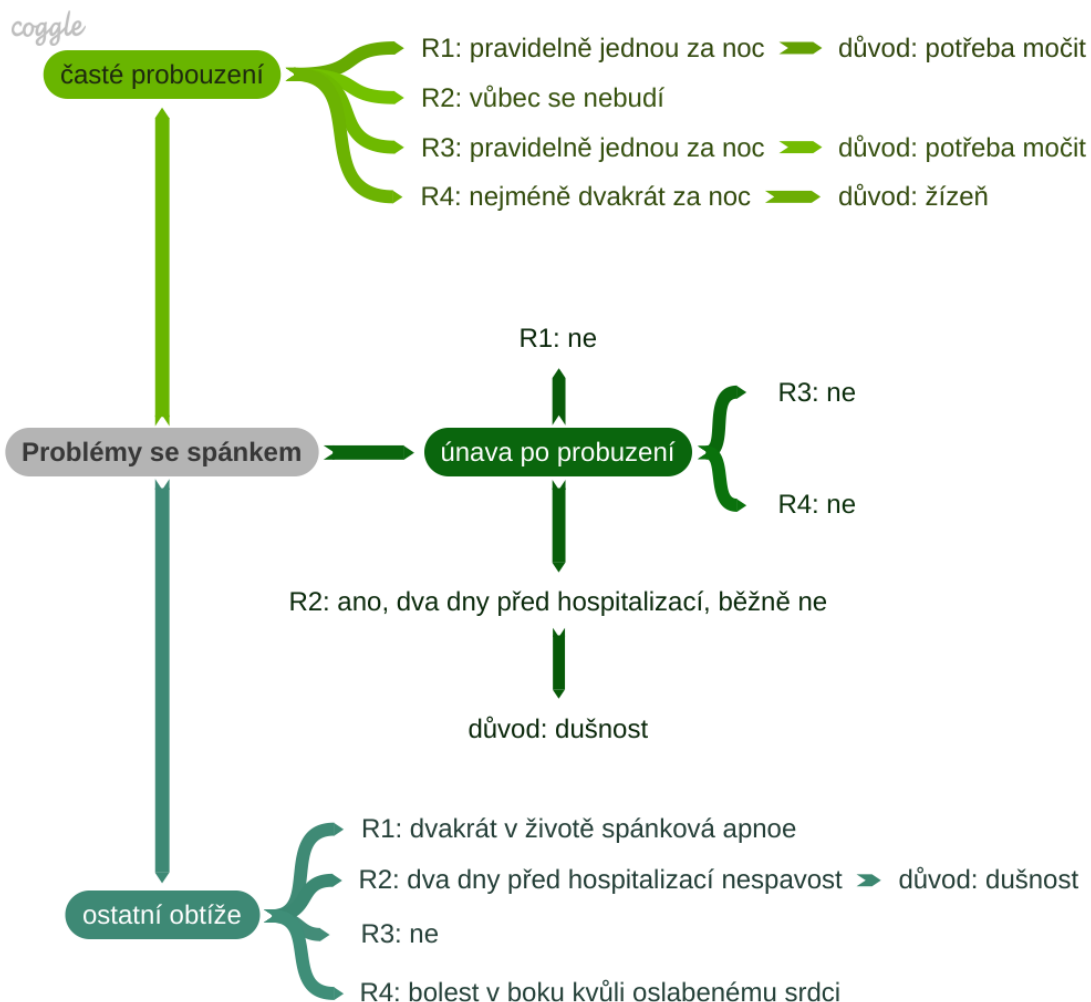 coggle
časté probouzení
R1: pravidelně jednou za noc
důvod: potřeba močit
R2: vůbec se nebudí
R3: pravidelně jednou za noc
důvod: potřeba močit
R4: nejméně dvakrát za noc
důvod: žízeň
Problémy se spánkem
únava po probuzení
R1: ne
R3: ne
R4: ne
R2: ano, dva dny před hospitalizací, běžně ne
důvod: dušnost
ostatní obtíže
R1: dvakrát v životě spánková apnoe
R2: dva dny před hospitalizací nespavost
důvod: dušnost
R3: ne
R4: bolest v boku kvůli oslabenému srdci